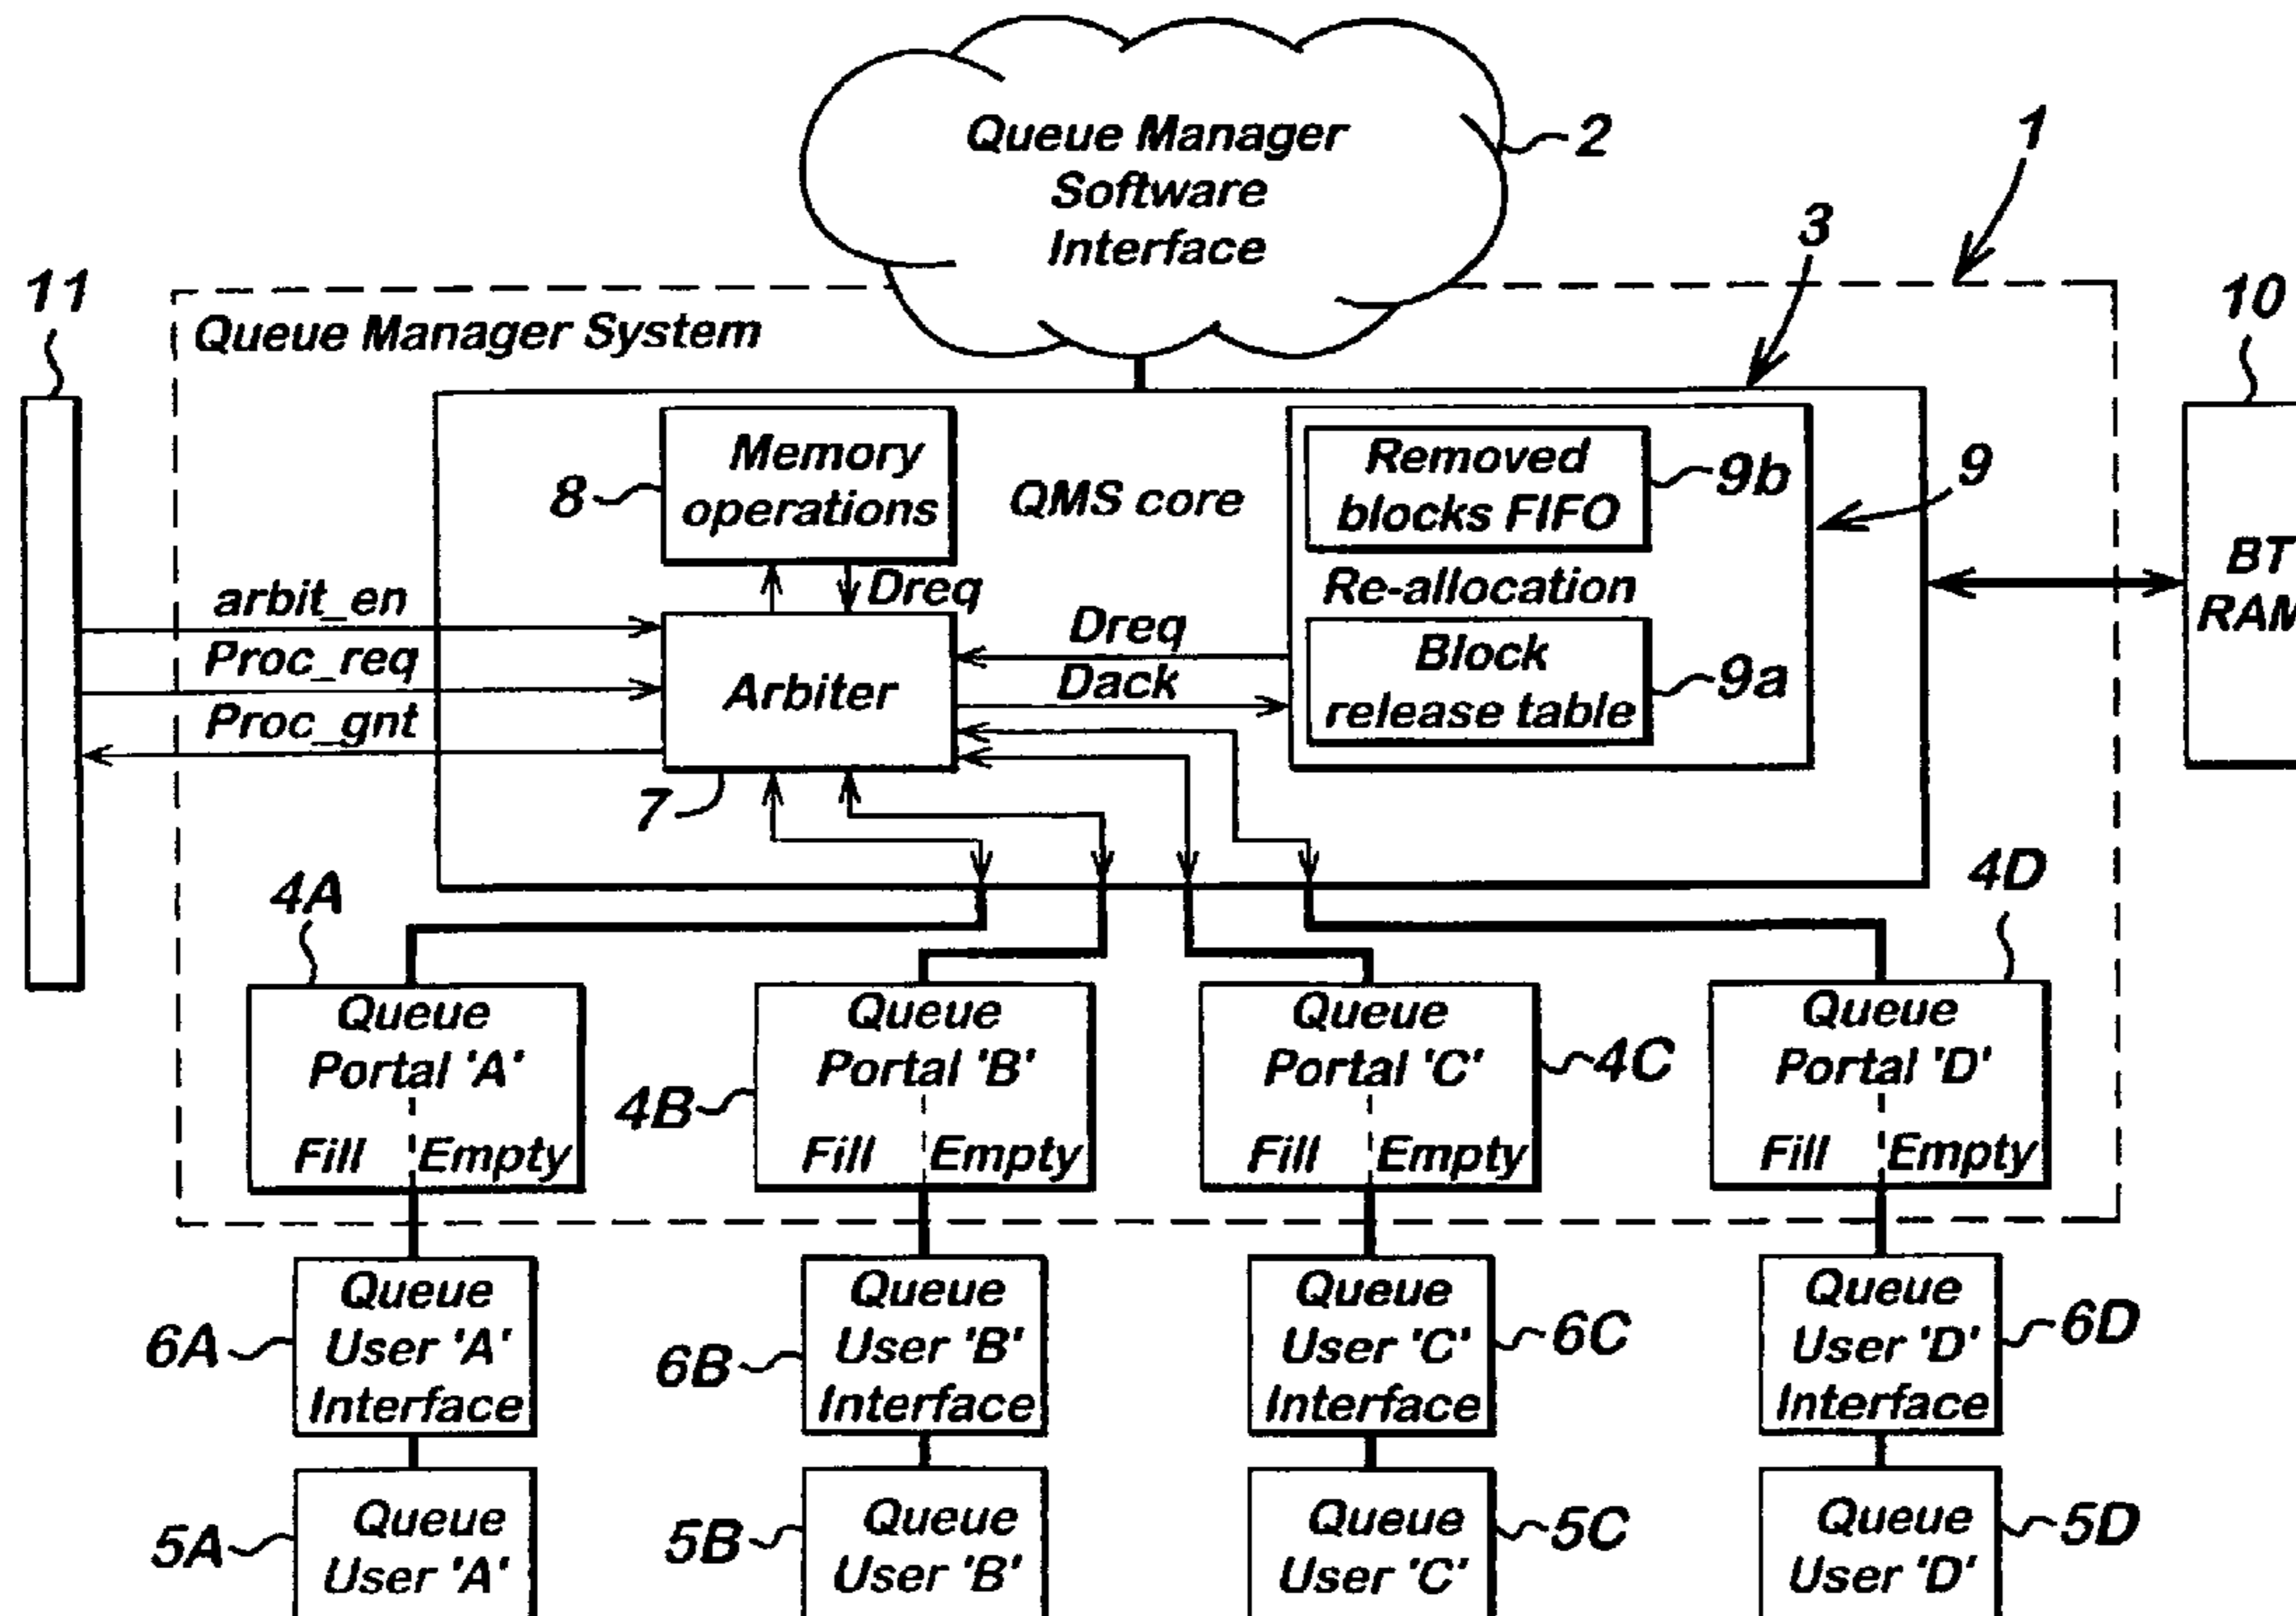 Queue Manager
Software
Interface
2
1
3
11
10
Queue Manager System
Memory
operations
8
QMS core
Removed
blocks FIFO
9b
9
Re-allocation
Block
release table
9a
BT
arbit_en
Proc_req
Proc_gnt
Dreq
Dreq
Dack
Arbiter
7
4A
4D
Queue
Portal 'A'
Fill
Empty
4B
Queue
Portal 'B'
Fill
Empty
Queue
Portal 'C'
Fill
Empty
4C
Queue
Portal 'D'
Fill
Empty
6A
Queue
User 'A'
Interface
6B
Queue
User 'B'
Interface
Queue
User 'C'
Interface
6C
Queue
User 'D'
Interface
6D
5A
Queue
User 'A'
5B
Queue
User 'B'
Queue
User 'C'
5C
Queue
User 'D'
5D